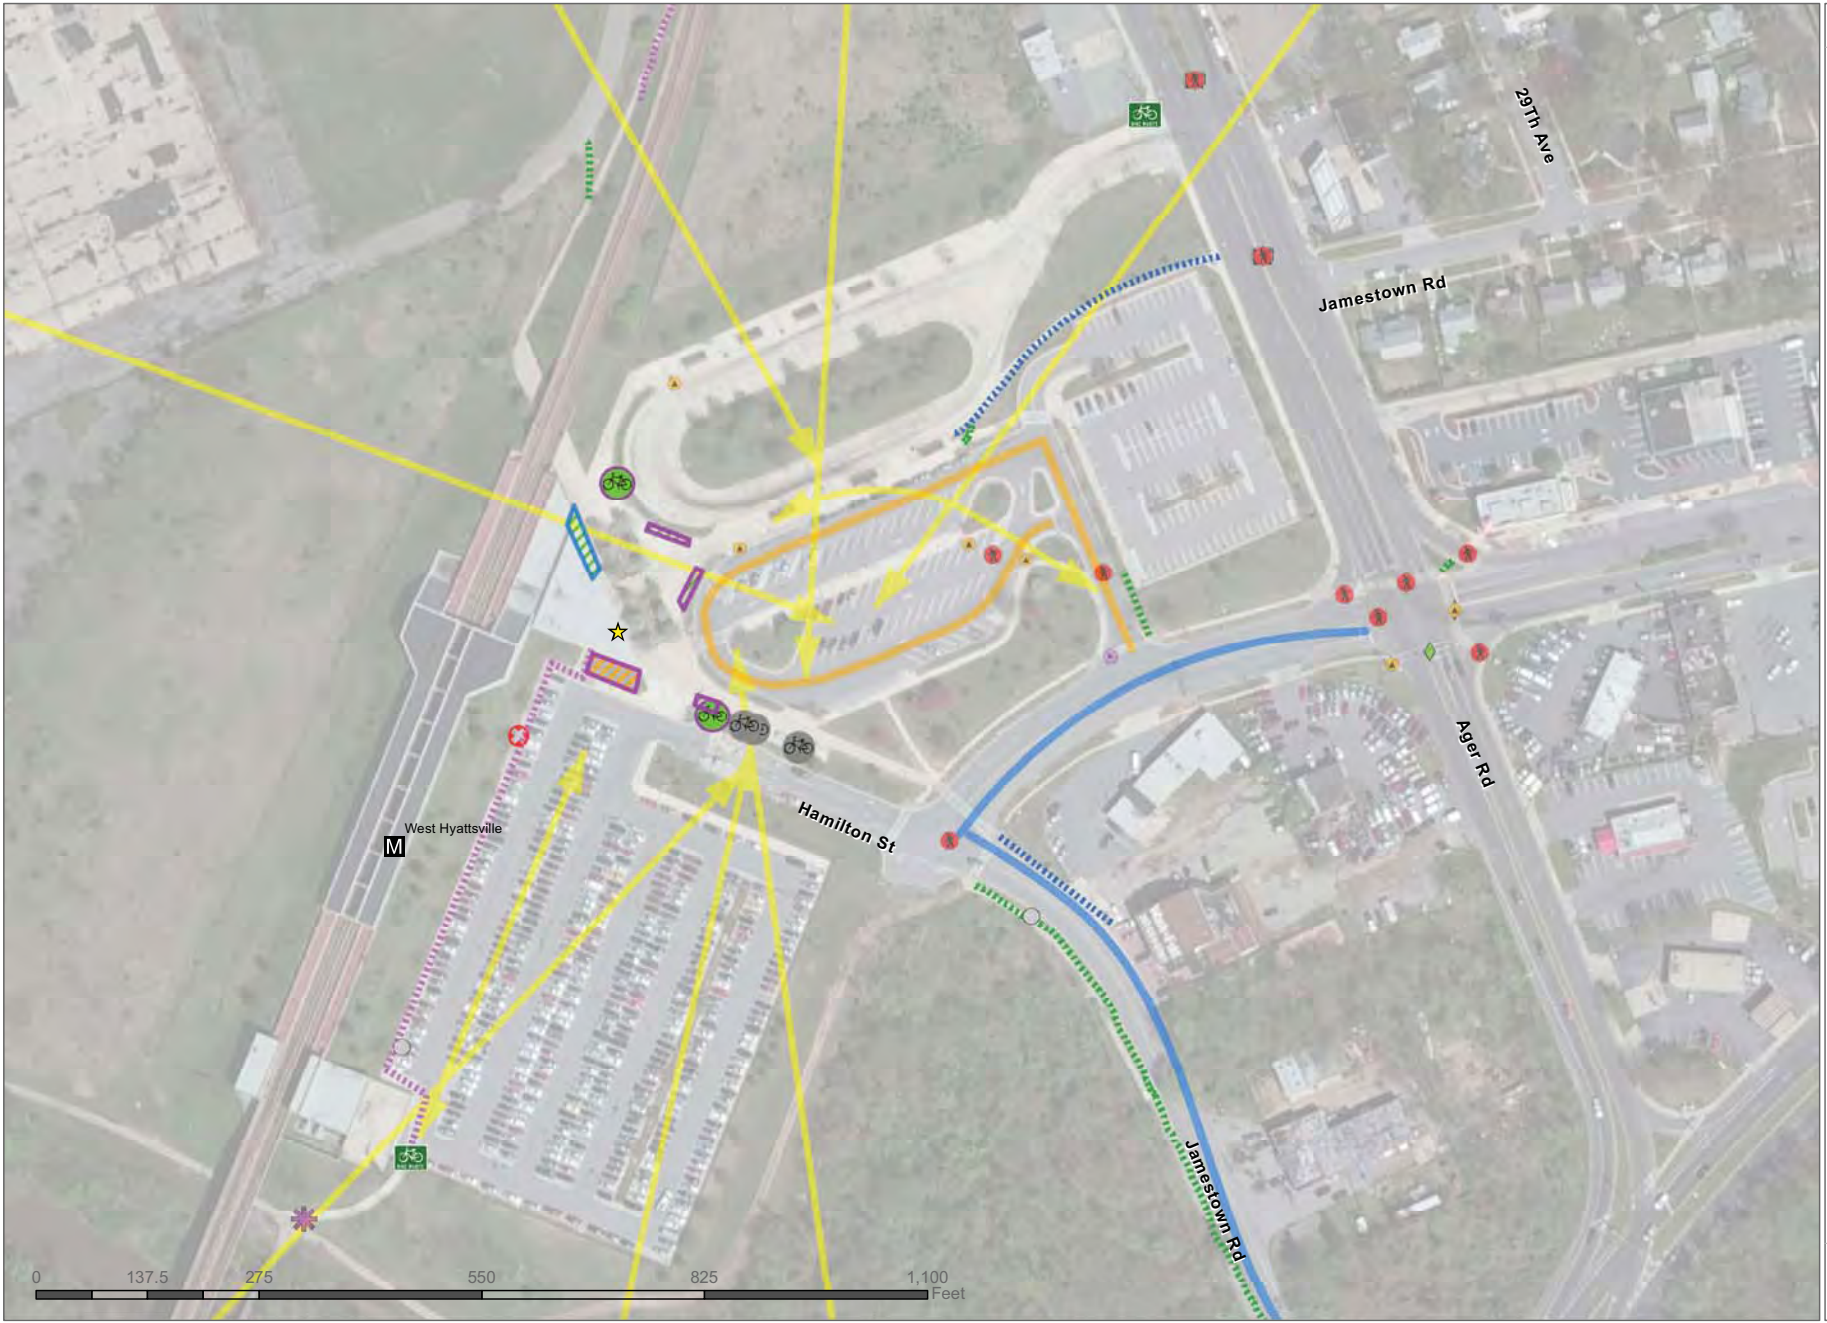 29Th Ave
Jamestown Rd
Ager Rd
Hamilton St
M
West Hyattsville
Jamestown Rd
0 137.5 275 550 825 1,100
Feet